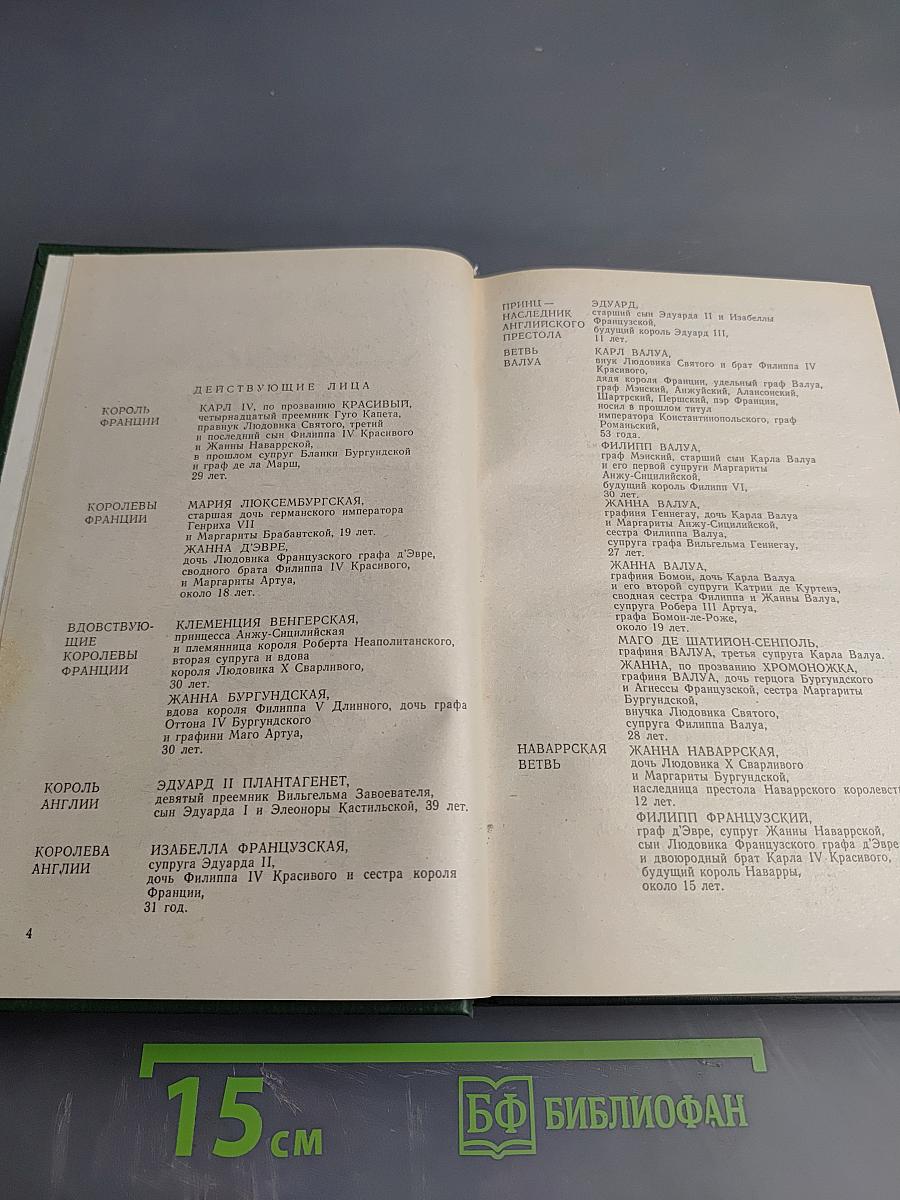 ДЕЙСТВУЮЩИЕ ЛИЦА
КОРОЛЬ
ФРАНЦИИ
КАРЛ IV, по прозванию КРАСИВЫЙ,
четырнадцатый преемник Гуго Капета,
правнук Людовика Святого, третий
и последний сын Филиппа IV Красивого
и Жанны Наваррской,
в прошлом супруг Бланки Бургундской
и граф де ла Марш,
29 лет.
КОРОЛЕВЫ
ФРАНЦИИ
МАРИЯ ЛЮКСЕМБУРГСКАЯ,
старшая дочь германского императора
Генриха VII
и Маргариты Брабантской, 19 лет.
ЖАННА Д'ЭВРЕ,
дочь Людовика Французского графа д'Эвре,
сводного брата Филиппа IV Красивого,
и Маргариты Артуа,
около 18 лет.
ВДОВСТВУЮ-
ЩИЕ
КОРОЛЕВЫ
ФРАНЦИИ
КЛЕМЕНЦИЯ ВЕНГЕРСКАЯ,
принцесса Анжу-Сицилийская
и племянница короля Роберта Неаполитанского,
вторая супруга и вдова
короля Людовика X Сварливого,
30 лет.
ЖАННА БУРГУНДСКАЯ,
вдова короля Филиппа V Длинного, дочь графа
Оттона IV Бургундского
и графини Маго Артуа,
30 лет.
КОРОЛЬ
АНГЛИИ
ЭДУАРД II ПЛАНТАГЕНЕТ,
девятый преемник Вильгельма Завоевателя,
сын Эдуарда I и Элеоноры Кастильской, 39 лет.
КОРОЛЕВА
АНГЛИИ
ИЗАБЕЛЛА ФРАНЦУЗСКАЯ,
супруга Эдуарда II,
дочь Филиппа IV Красивого и сестра короля
Франции,
31 год.
4
ПРИНЦ —
НАСЛЕДНИК
АНГЛИЙСКОГО
ПРЕСТОЛА
ЭДУАРД,
старший сын Эдуарда II и Изабеллы
Французской,
будущий король Эдуард III,
11 лет.
ВЕТВЬ
ВАЛУА
КАРЛ ВАЛУА,
внук Людовика Святого и брат Филиппа IV
Красивого,
дядя короля Франции, удельный граф Валуа,
граф Мэнский, Анжуйский, Алансонский,
Шартрский, Першский, пэр Франции,
носил в прошлом титул
императора Константинопольского, граф
Романьский,
53 года.
ФИЛИПП ВАЛУА,
граф Мэнский, старший сын Карла Валуа
и его первой супруги Маргариты
Анжу-Сицилийской,
будущий король Филипп VI,
30 лет.
ЖАННА ВАЛУА,
графиня Геннегау, дочь Карла Валуа
и Маргариты Анжу-Сицилийской,
сестра Филиппа Валуа,
супруга графа Вильгельма Геннегау,
27 лет.
ЖАННА ВАЛУА,
графиня Бомон, дочь Карла Валуа
и его второй супруги Катрин де Куртенэ,
сводная сестра Филиппа и Жанны Валуа,
супруга Робера III Артуа,
графа Бомон-ле-Роже,
около 19 лет.
МАГО ДЕ ШАТИЙОН-СЕНПОЛЬ,
графиня ВАЛУА, третья супруга Карла Валуа.
ЖАННА, по прозванию ХРОМОНОЖКА,
графиня ВАЛУА, дочь герцога Бургундского
и Агнессы Французской, сестра Маргариты
Бургундской,
внучка Людовика Святого,
супруга Филиппа Валуа,
28 лет.
НАВАРРСКАЯ
ВЕТВЬ
ЖАННА НАВАРРСКАЯ,
дочь Людовика X Сварливого
и Маргариты Бургундской,
наследница престола Наваррского королевст
12 лет.
ФИЛИПП ФРАНЦУЗСКИЙ,
граф д'Эвре, супруг Жанны Наваррской,
сын Людовика Французского графа д'Эвре
и двоюродный брат Карла IV Красивого,
будущий король Наварры,
около 15 лет.
15 см
БФ БИБЛИОФАН